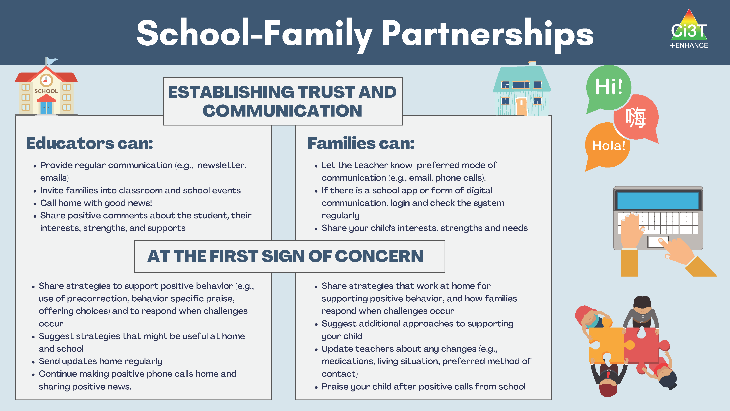 School-Family Partnerships
Ci3T
+ENHANCE
SCHOOL
ESTABLISHING TRUST AND
COMMUNICATION
Hi!
嗨
Hola!
Educators can:
• Provide regular communication (e.g., newsletter,
emails)
• Invite families into classroom and school events
• Call home with good news!
• Share positive comments about the student, their
interests, strengths, and supports
Families can:
• Let the teacher know preferred mode of
communication (e.g., email, phone calls).
• If there is a school app or form of digital
communication, login and check the system
regularly
• Share your child's interests, strengths and needs
AT THE FIRST SIGN OF CONCERN
• Share strategies to support positive behavior (e.g.,
use of precorrection, behavior specific praise,
offering choices) and to respond when challenges
occur
• Suggest strategies that might be useful at home
and school
• Send updates home regularly
• Continue making positive phone calls home and
sharing positive news.
• Share strategies that work at home for
supporting positive behavior, and how families
respond when challenges occur
• Suggest additional approaches to supporting
your child
• Update teachers about any changes (e.g.,
medications, living situation, preferred method of
contact)
• Praise your child after positive calls from school